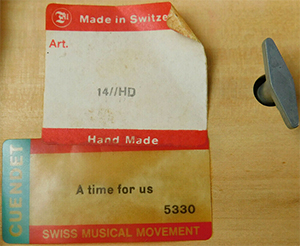 Made in Switze
Art.
14//HD
Hand Made
CUENDET
A time for us
5330
SWISS MUSICAL MOVEMENT